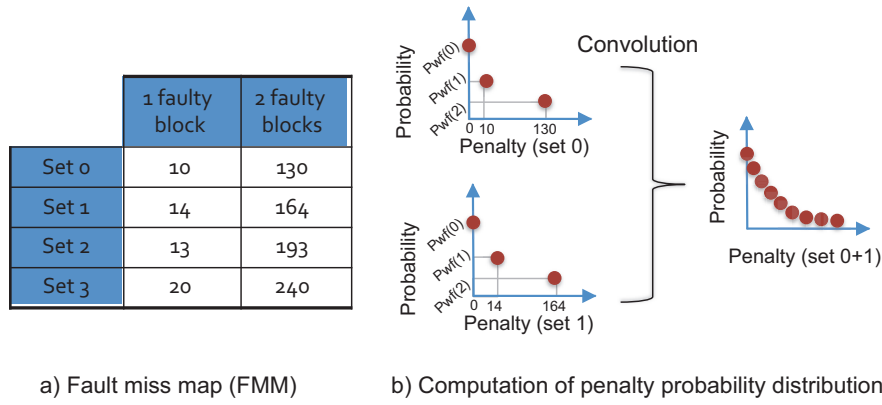 1 faulty block
2 faulty blocks
Set 0 10 130
Set 1 14 164
Set 2 13 193
Set 3 20 240
a) Fault miss map (FMM)
Probability
Pwf(0)
Pwf(1)
Pwf(2)
0 10 130
Penalty (set 0)
Convolution
Probability
Pwf(0)
Pwf(1)
Pwf(2)
0 14 164
Penalty (set 1)
Probability
Penalty (set 0+1)
b) Computation of penalty probability distribution